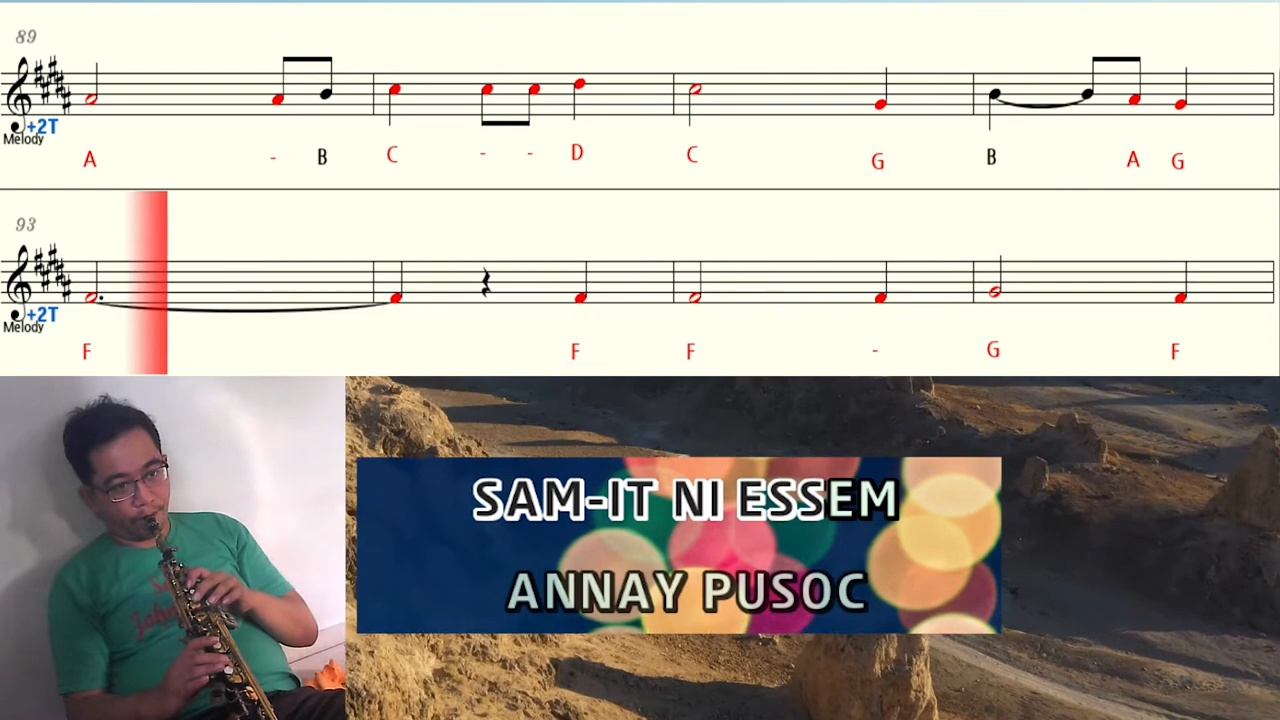 89
+2T
Melody
A - B C - - D C G B A G
93
+2T
Melody
F F F - G F
SAM-IT NI ESSEM
ANNAY PUSOC